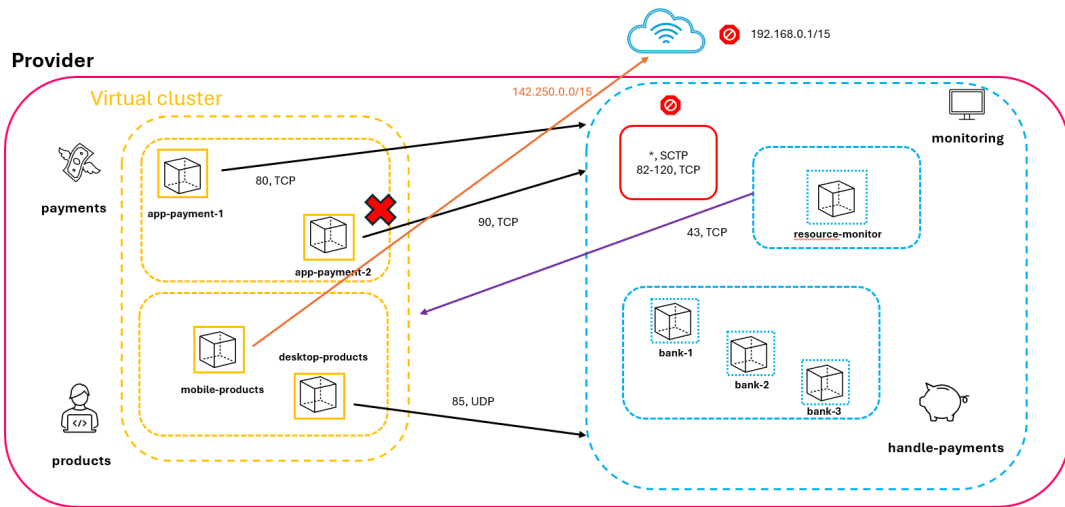 192.168.0.1/15
Provider
142.250.0.0/15
Virtual cluster
monitoring
*, SCTP
82-120, TCP
80, TCP
payments
app-payment-1
90, TCP
resource-monitor
43, TCP
app-payment-2
desktop-products
bank-1
mobile-products
bank-2
85, UDP
bank-3
handle-payments
products